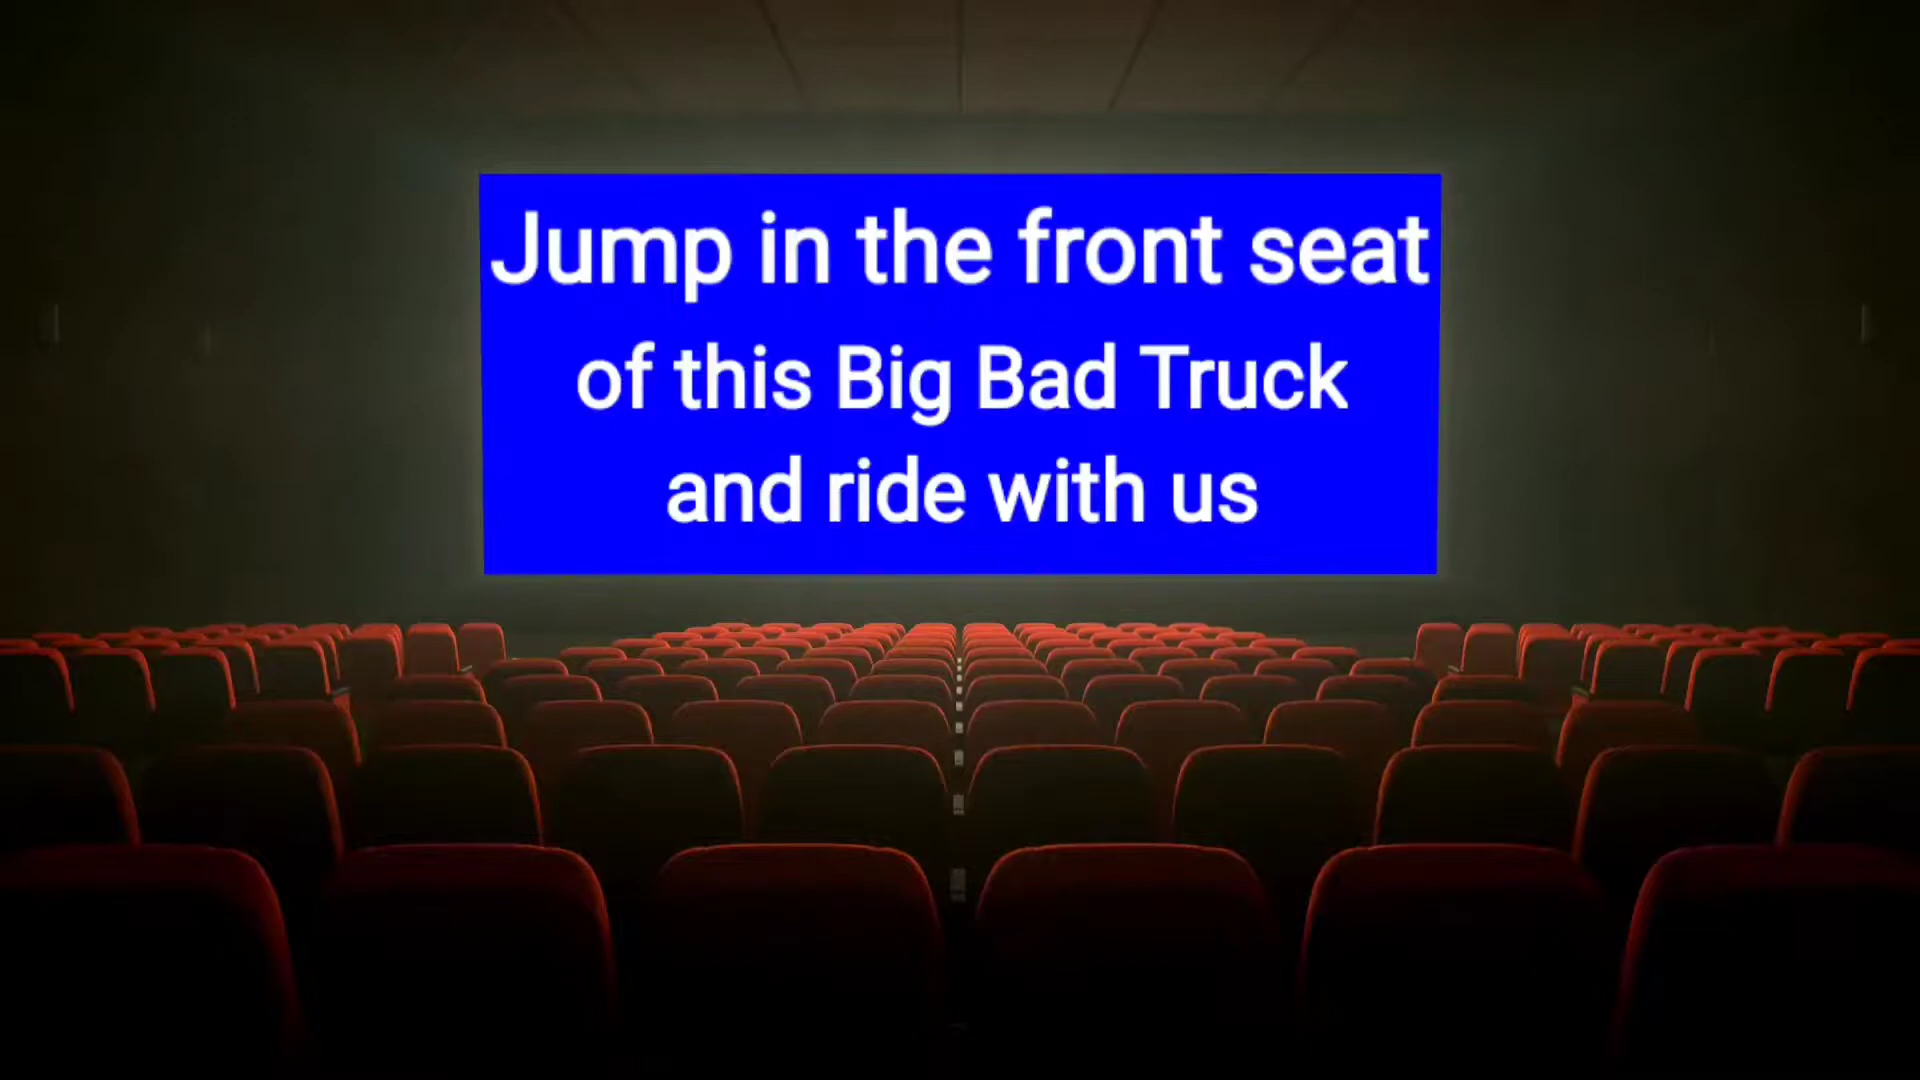 Jump in the front seat
of this Big Bad Truck
and ride with us